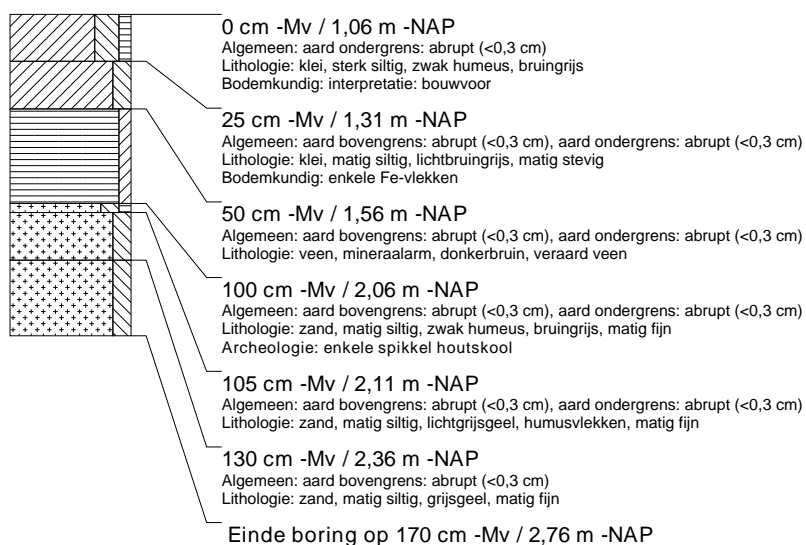 0 cm -Mv / 1,06 m -NAP
Algemeen: aard ondergrens: abrupt (<0,3 cm)
Lithologie: klei, sterk siltig, zwak humeus, bruingrijs
Bodemkundig: interpretatie: bouwvoor
25 cm -Mv / 1,31 m -NAP
Algemeen: aard bovengrens: abrupt (<0,3 cm), aard ondergrens: abrupt (<0,3 cm)
Lithologie: klei, matig siltig, lichtbruingrijs, matig stevig
Bodemkundig: enkele Fe-vlekken
50 cm -Mv / 1,56 m -NAP
Algemeen: aard bovengrens: abrupt (<0,3 cm), aard ondergrens: abrupt (<0,3 cm)
Lithologie: veen, mineraalarm, donkerbruin, veraard veen
100 cm -Mv / 2,06 m -NAP
Algemeen: aard bovengrens: abrupt (<0,3 cm), aard ondergrens: abrupt (<0,3 cm)
Lithologie: zand, matig siltig, zwak humeus, bruingrijs, matig fijn
Archeologie: enkele spikkel houtskool
105 cm -Mv / 2,11 m -NAP
Algemeen: aard bovengrens: abrupt (<0,3 cm), aard ondergrens: abrupt (<0,3 cm)
Lithologie: zand, matig siltig, lichtgrijsgeel, humusvlekken, matig fijn
130 cm -Mv / 2,36 m -NAP
Algemeen: aard bovengrens: abrupt (<0,3 cm)
Lithologie: zand, matig siltig, grijsgeel, matig fijn
Einde boring op 170 cm -Mv / 2,76 m -NAP